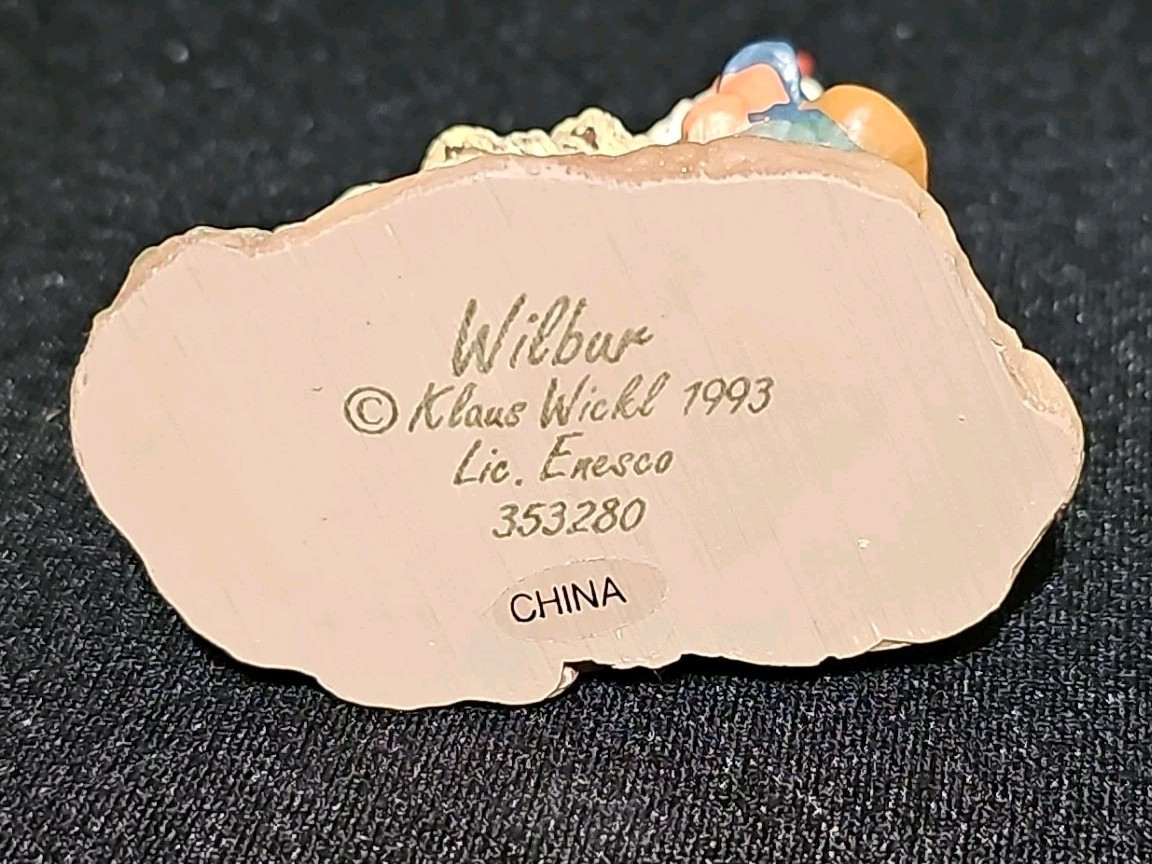 Wilbur
© Klaus Wickl 1993
Lic. Enesco
353280
CHINA